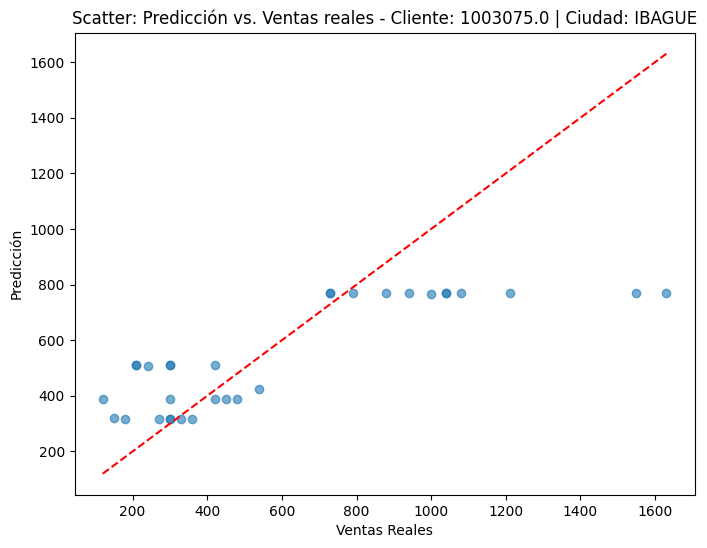 Scatter: Predicción vs. Ventas reales - Cliente: 1003075.0 | Ciudad: IBAGUE
1600
1400
1200
1000
800
600
400
200
Predicción
200 400 600 800 1000 1200 1400 1600
Ventas Reales